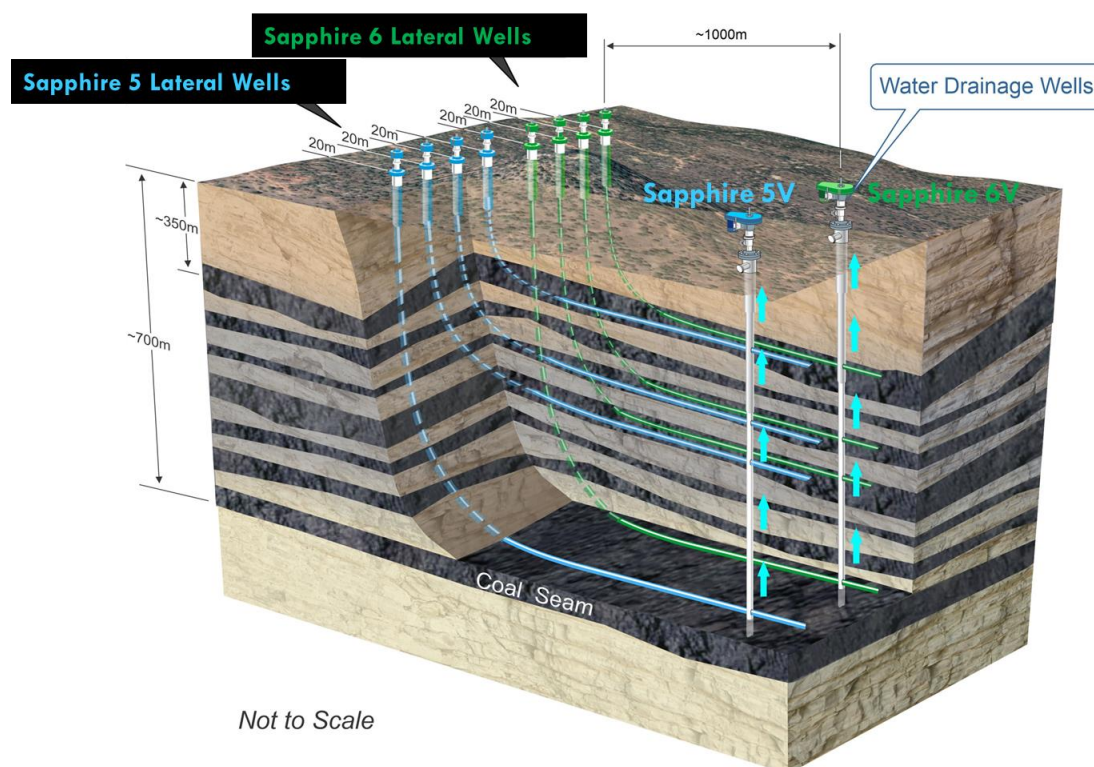 Sapphire 6 Lateral Wells
~1000m
Sapphire 5 Lateral Wells
Water Drainage Wells
20m
20m
20m
20m
20m
20m
20m
Sapphire 5V
Sapphire 6V
~350m
~700m
Coal Seam
Not to Scale